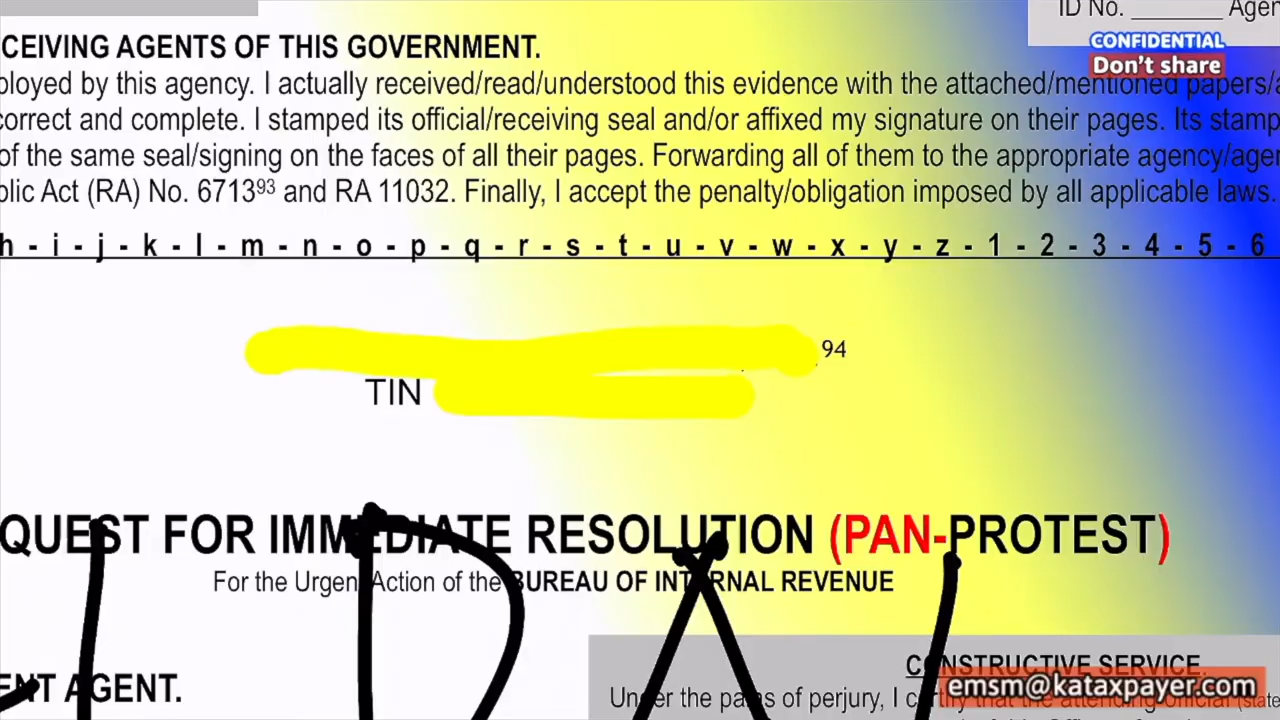 ID No. _______ Agen
CONFIDENTIAL
Don't share
CEIVING AGENTS OF THIS GOVERNMENT.
ployed by this agency. I actually received/read/understood this evidence with the attached/mentioned papers/a
correct and complete. I stamped its official/receiving seal and/or affixed my signature on their pages. Its stamp
of the same seal/signing on the faces of all their pages. Forwarding all of them to the appropriate agency/agen
blic Act (RA) No. 6713⁹³ and RA 11032. Finally, I accept the penalty/obligation imposed by all applicable laws.
h - i - j - k - l - m - n - o - p - q - r - s - t - u - v - w - x - y - z - 1 - 2 - 3 - 4 - 5 - 6
94
TIN
QUEST FOR IMMEDIATE RESOLUTION (PAN-PROTEST)
For the Urgent Action of the BUREAU OF INTERNAL REVENUE
ENT AGENT.
CONSTRUCTIVE SERVICE.
Under the pains of perjury, I certify that the attending official (state
emsm@kataxpayer.com